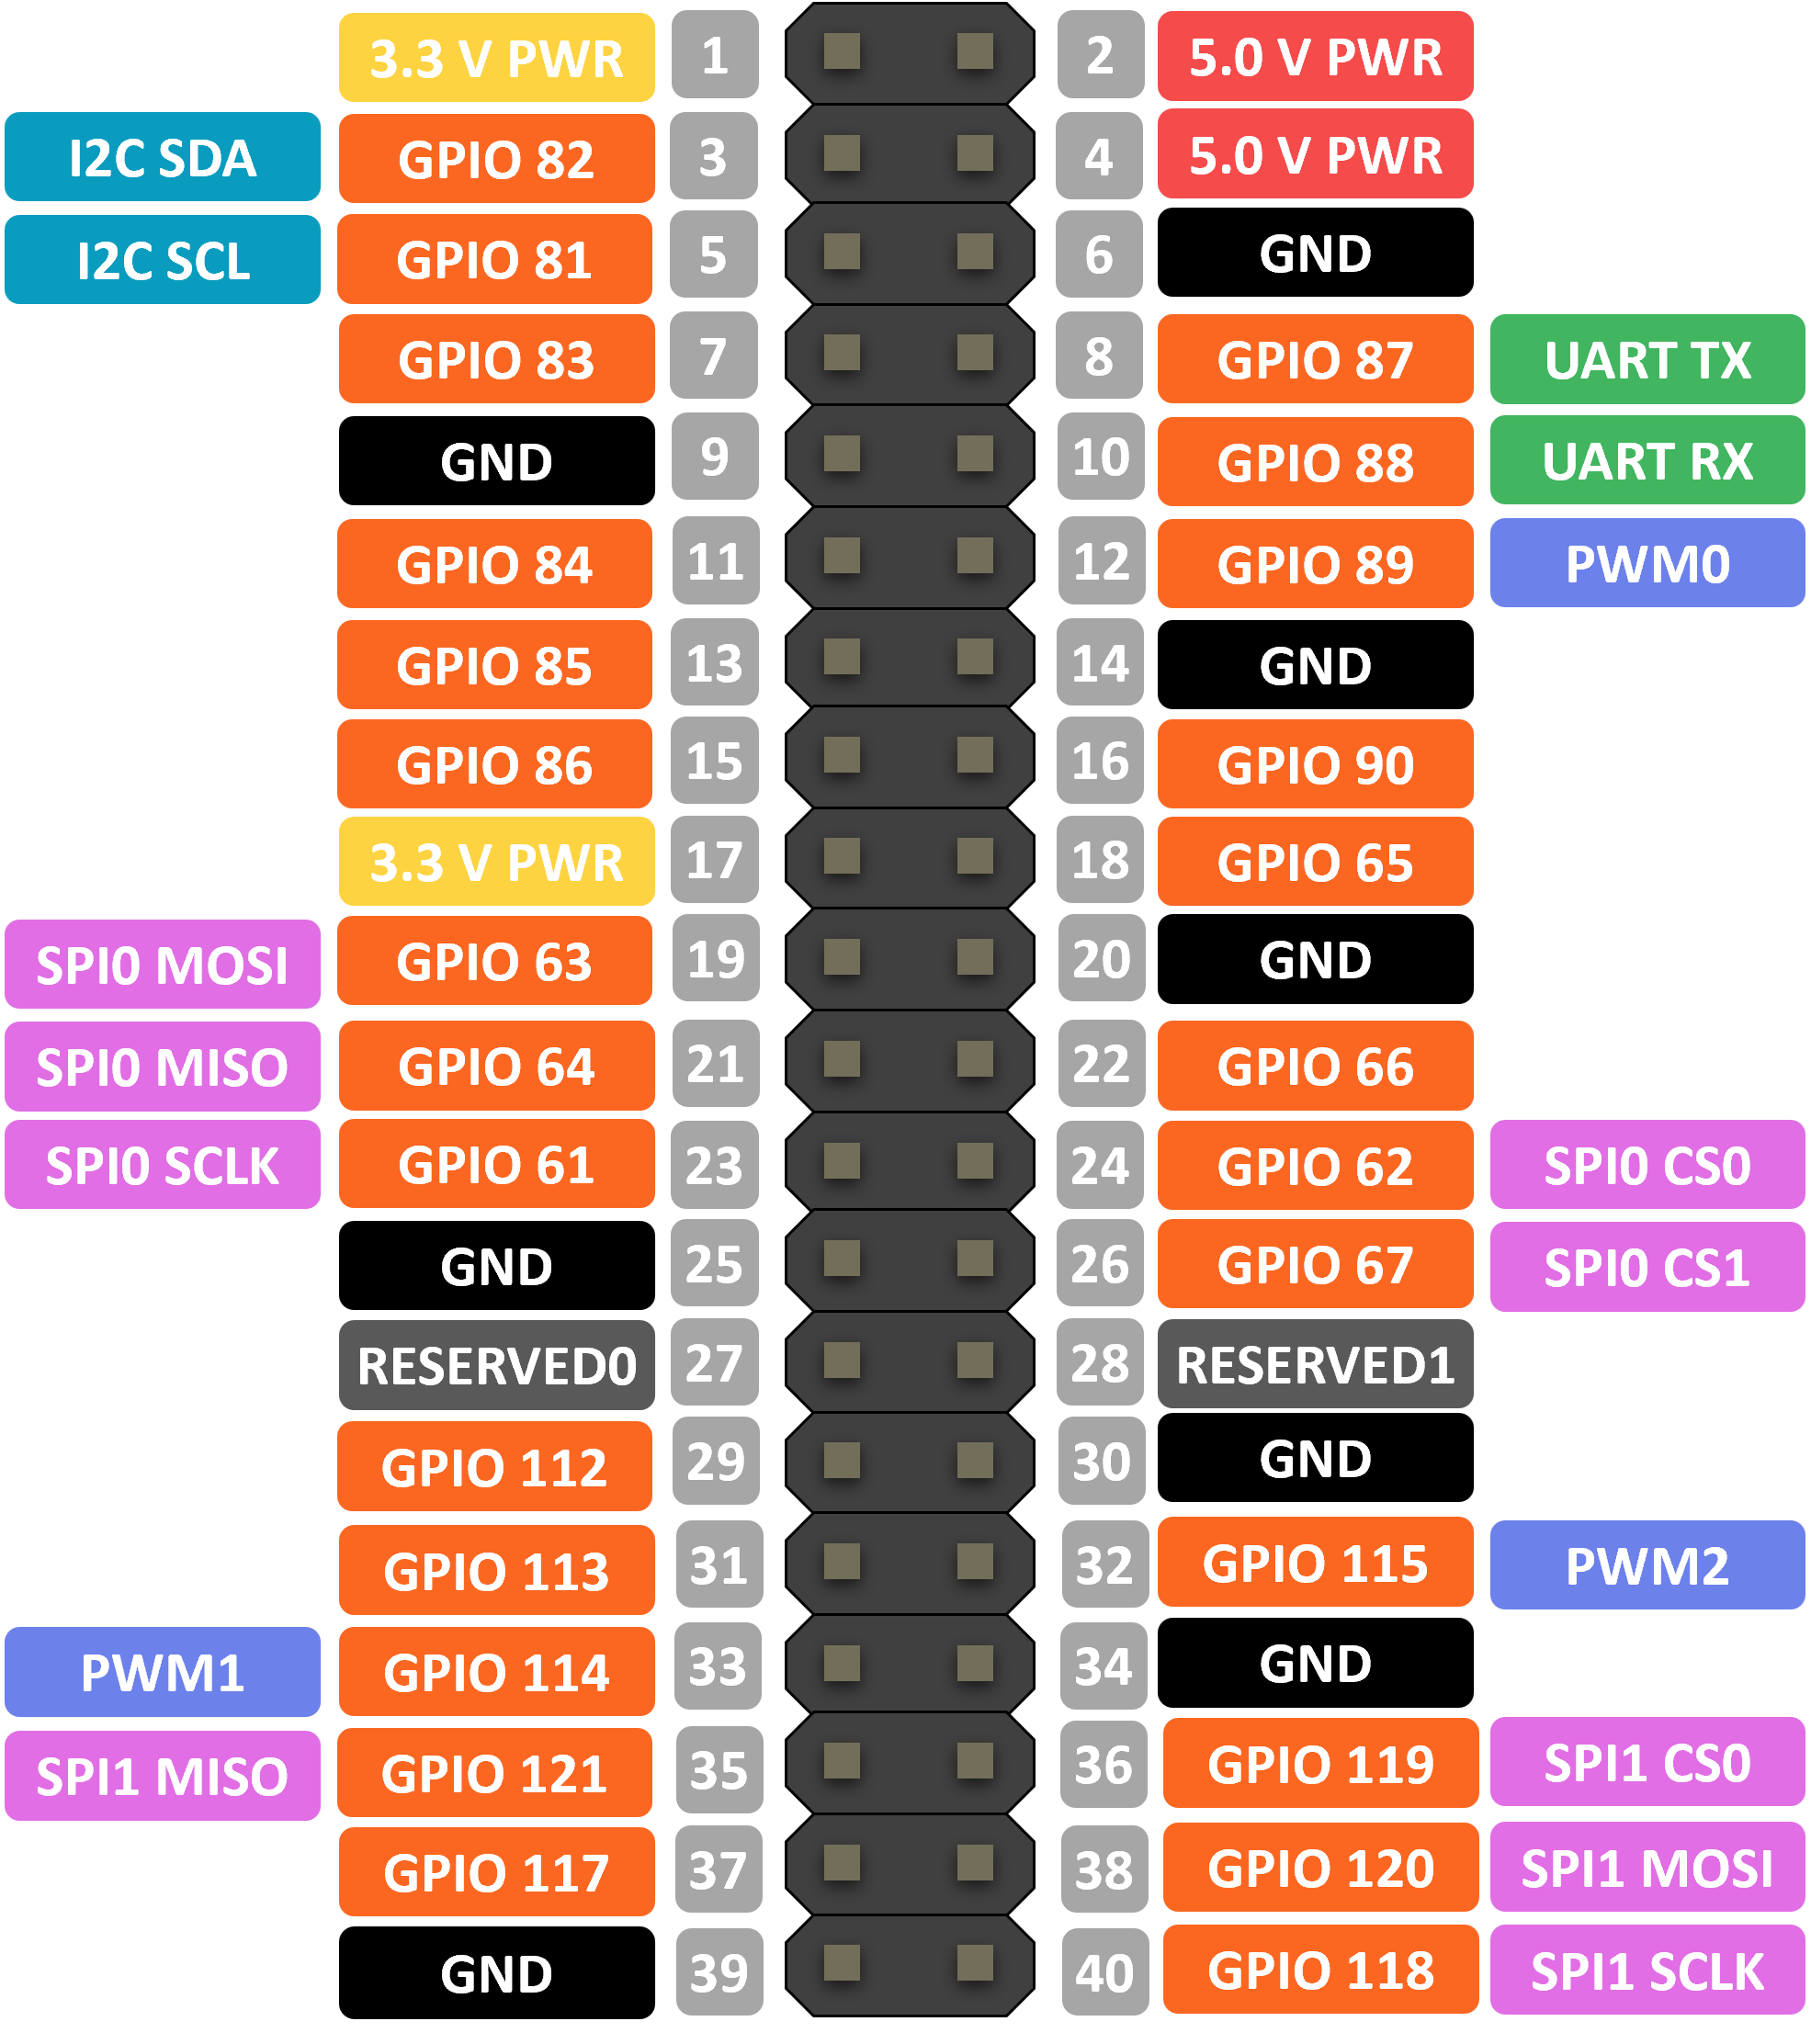 3.3 V PWR 1 2 5.0 V PWR
I2C SDA GPIO 82 3 4 5.0 V PWR
I2C SCL GPIO 81 5 6 GND
GPIO 83 7 8 GPIO 87 UART TX
GND 9 10 GPIO 88 UART RX
GPIO 84 11 12 GPIO 89 PWM0
GPIO 85 13 14 GND
GPIO 86 15 16 GPIO 90
3.3 V PWR 17 18 GPIO 65
SPI0 MOSI GPIO 63 19 20 GND
SPI0 MISO GPIO 64 21 22 GPIO 66
SPI0 SCLK GPIO 61 23 24 GPIO 62 SPI0 CS0
GND 25 26 GPIO 67 SPI0 CS1
RESERVED0 27 28 RESERVED1
GPIO 112 29 30 GND
GPIO 113 31 32 GPIO 115 PWM2
PWM1 GPIO 114 33 34 GND
SPI1 MISO GPIO 121 35 36 GPIO 119 SPI1 CS0
GPIO 117 37 38 GPIO 120 SPI1 MOSI
GND 39 40 GPIO 118 SPI1 SCLK